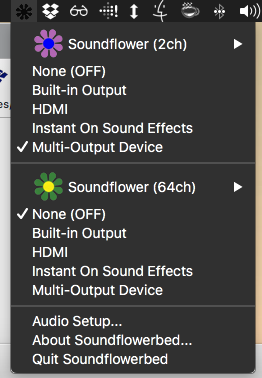 Soundflower (2ch)
None (OFF)
Built-in Output
HDMI
Instant On Sound Effects
Multi-Output Device
Soundflower (64ch)
None (OFF)
Built-in Output
HDMI
Instant On Sound Effects
Multi-Output Device
Audio Setup...
About Soundflowerbed...
Quit Soundflowerbed